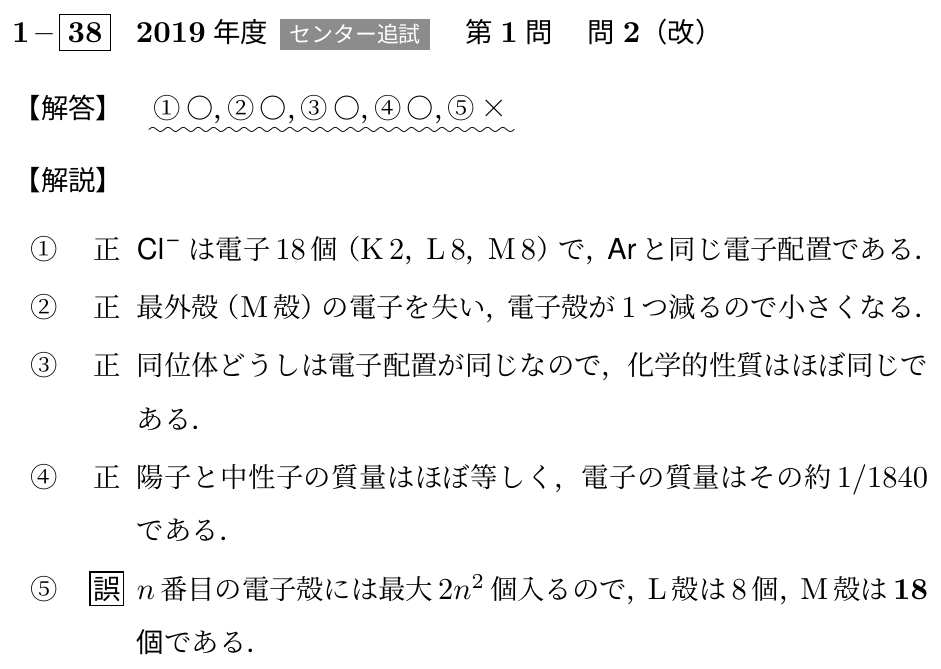 1－38 2019 年度 センター追試 第 1 問 問 2（改）
【解答】 ①○, ②○, ③○, ④○, ⑤×
【解説】
① 正 Cl⁻ は電子 18 個（K 2, L 8, M 8）で, Ar と同じ電子配置である．
② 正 最外殻（M 殻）の電子を失い, 電子殻が 1 つ減るので小さくなる．
③ 正 同位体どうしは電子配置が同じなので, 化学的性質はほぼ同じで
ある．
④ 正 陽子と中性子の質量はほぼ等しく, 電子の質量はその約 1/1840
である．
⑤ 誤 n 番目の電子殻には最大 2n² 個入るので, L 殻は 8 個, M 殻は 18
個である．